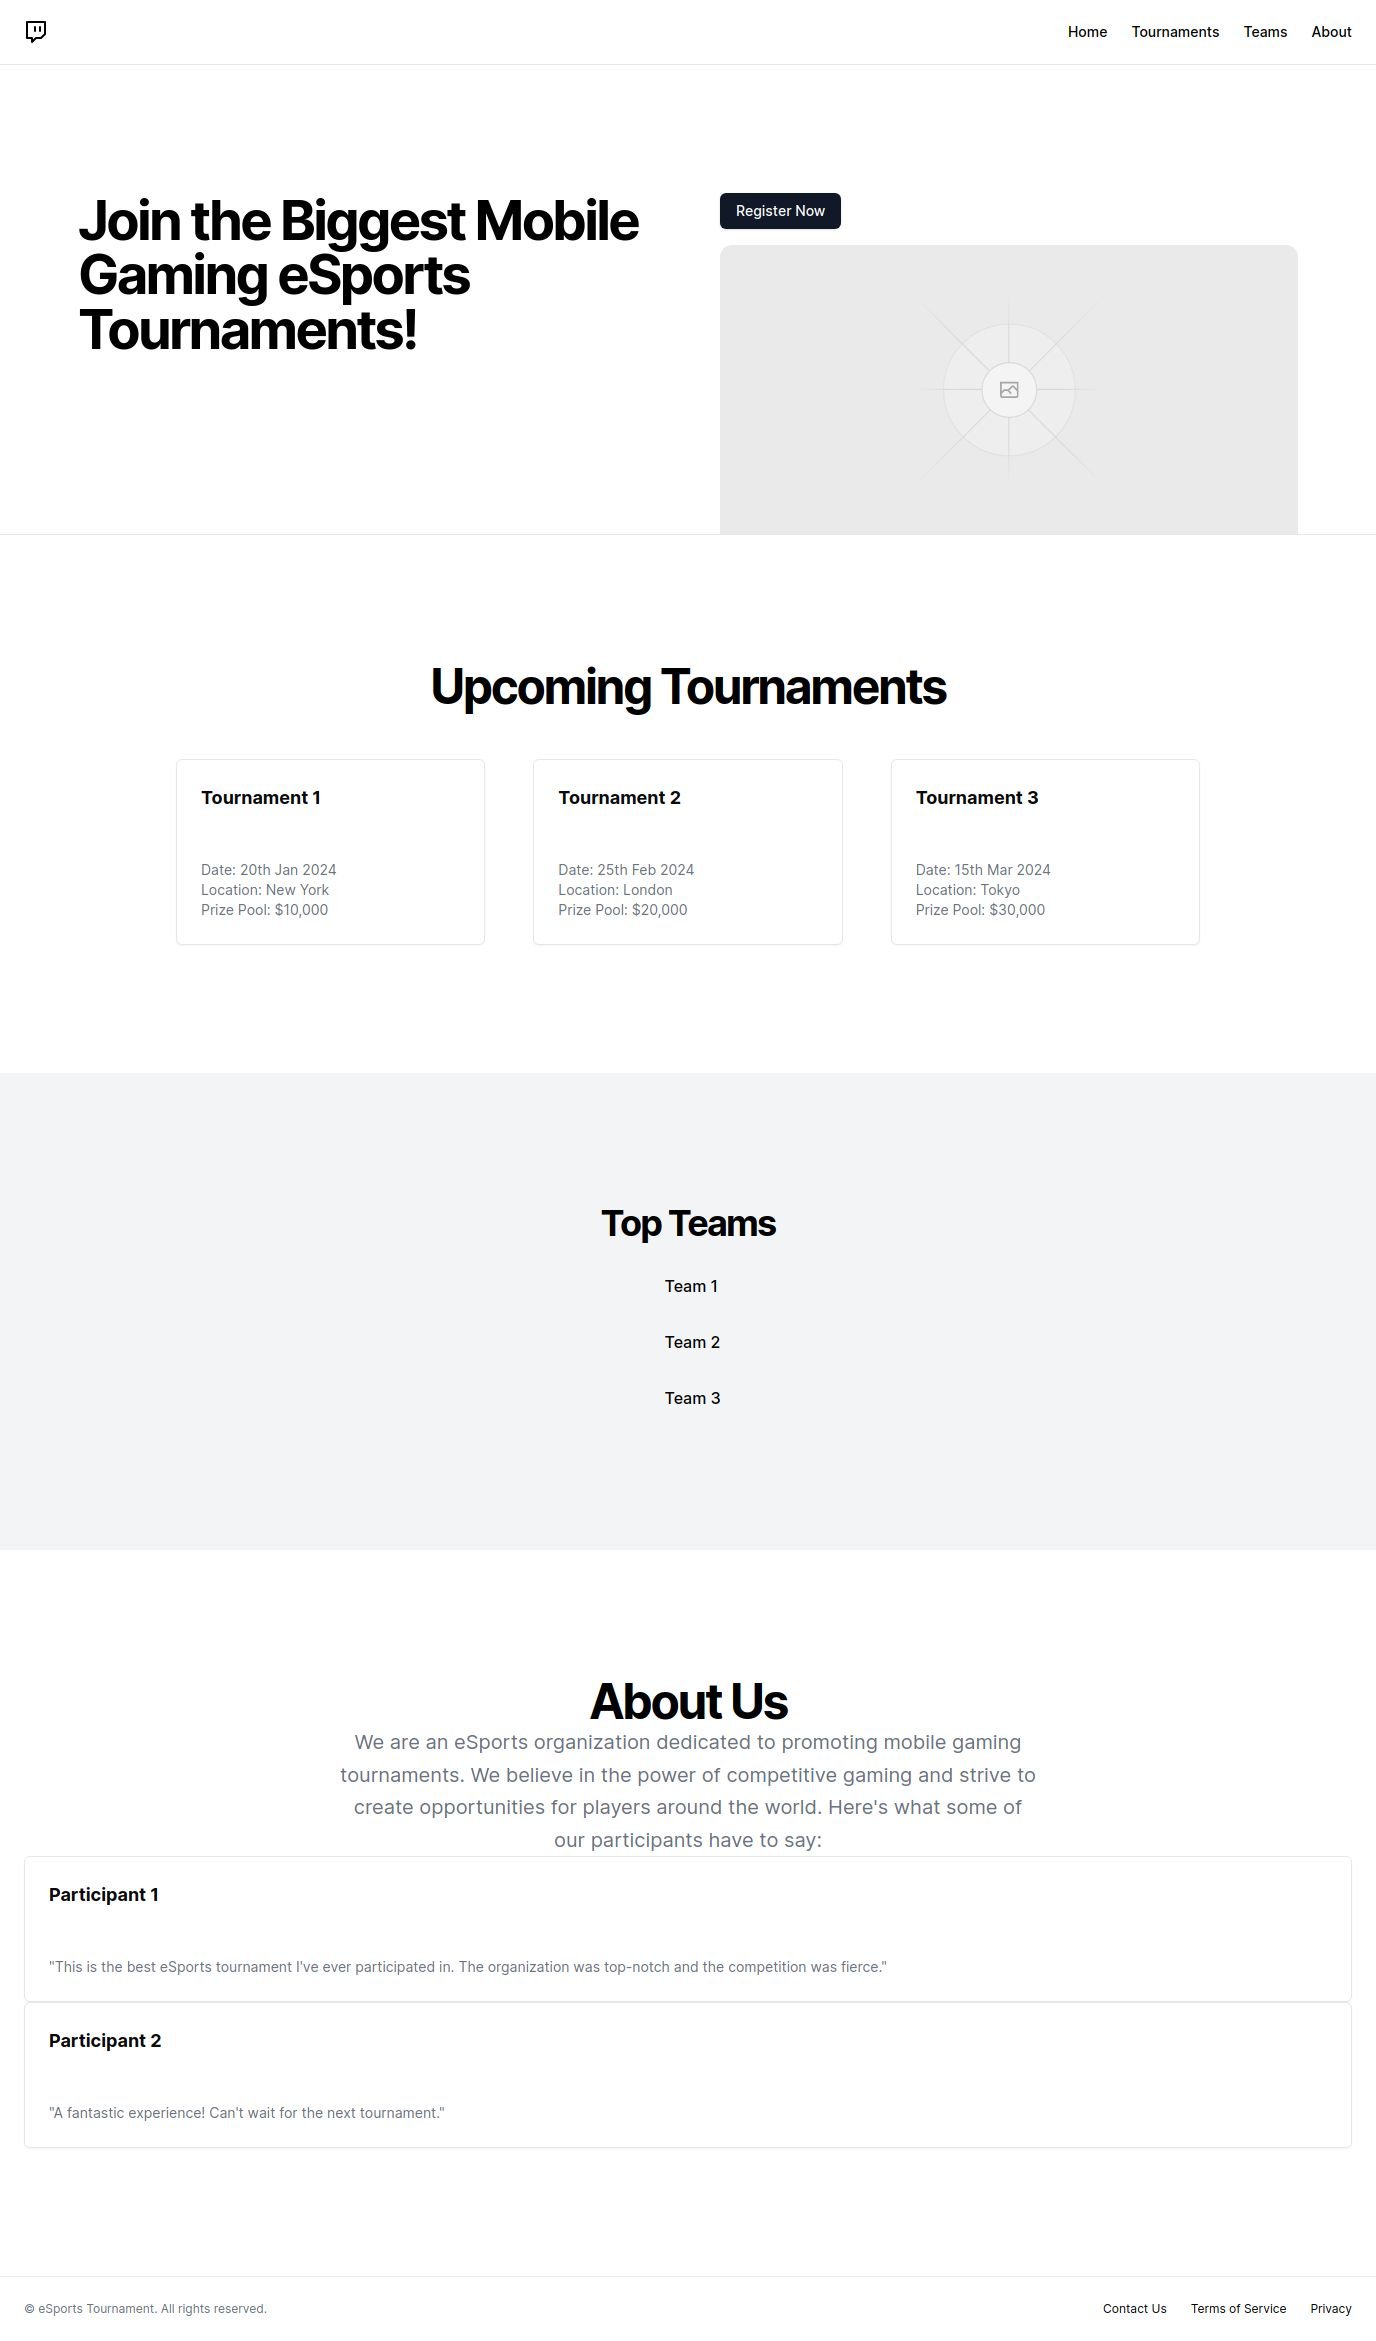 Home Tournaments Teams About
Join the Biggest Mobile
Gaming eSports
Tournaments!
Register Now
Upcoming Tournaments
Tournament 1
Date: 20th Jan 2024
Location: New York
Prize Pool: $10,000
Tournament 2
Date: 25th Feb 2024
Location: London
Prize Pool: $20,000
Tournament 3
Date: 15th Mar 2024
Location: Tokyo
Prize Pool: $30,000
Top Teams
Team 1
Team 2
Team 3
About Us
We are an eSports organization dedicated to promoting mobile gaming
tournaments. We believe in the power of competitive gaming and strive to
create opportunities for players around the world. Here's what some of
our participants have to say:
Participant 1
"This is the best eSports tournament I've ever participated in. The organization was top-notch and the competition was fierce."
Participant 2
"A fantastic experience! Can't wait for the next tournament."
© eSports Tournament. All rights reserved.
Contact Us Terms of Service Privacy